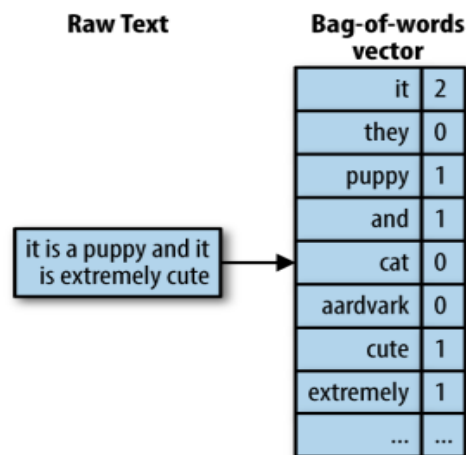 Raw Text
Bag-of-words
vector
it is a puppy and it
is extremely cute
it 2
they 0
puppy 1
and 1
cat 0
aardvark 0
cute 1
extremely 1
... ...